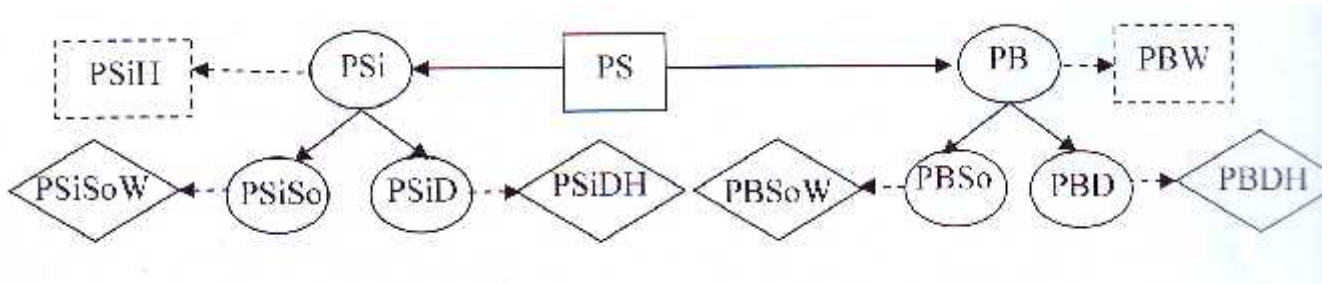 PSiH PSi PS PB PBW
PSiSoW PSiSo PSiD PSiDH PBSoW PBSo PBD PBDH